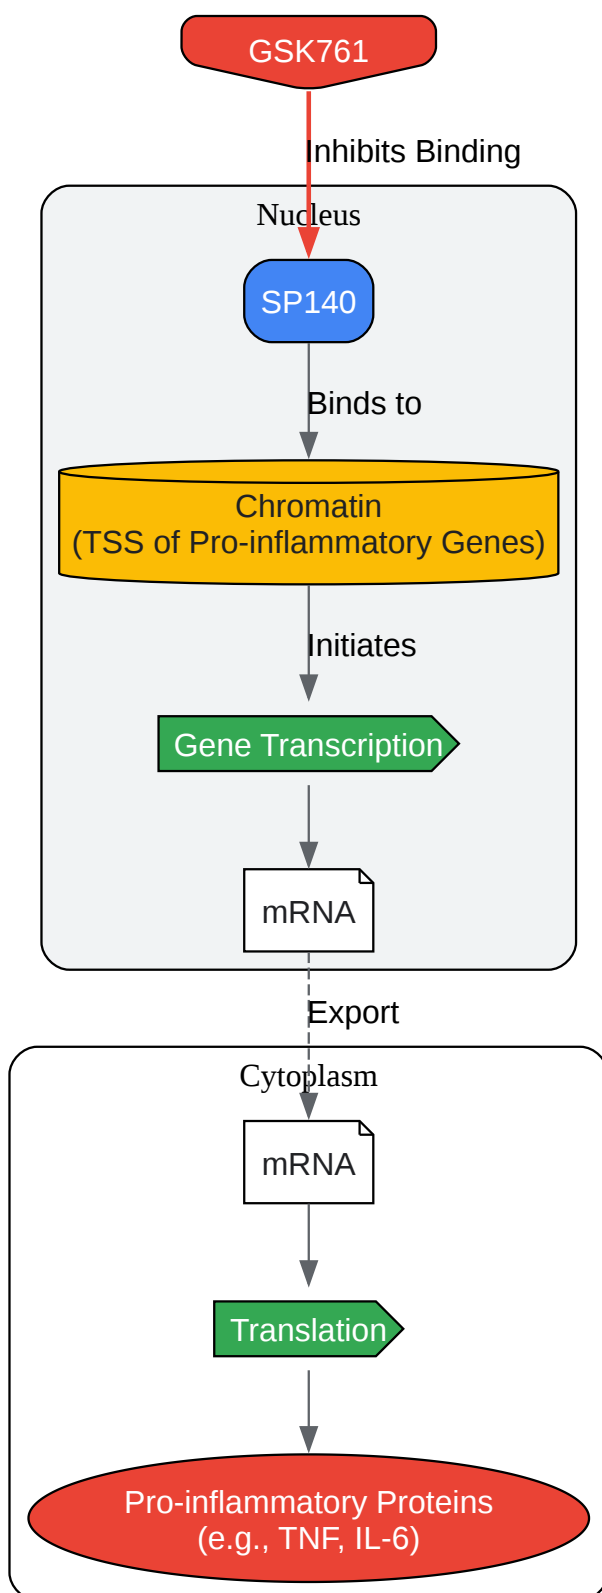 GSK761
Inhibits Binding
Nucleus
SP140
Binds to
Chromatin
(TSS of Pro-inflammatory Genes)
Initiates
Gene Transcription
mRNA
Export
Cytoplasm
mRNA
Translation
Pro-inflammatory Proteins
(e.g., TNF, IL-6)